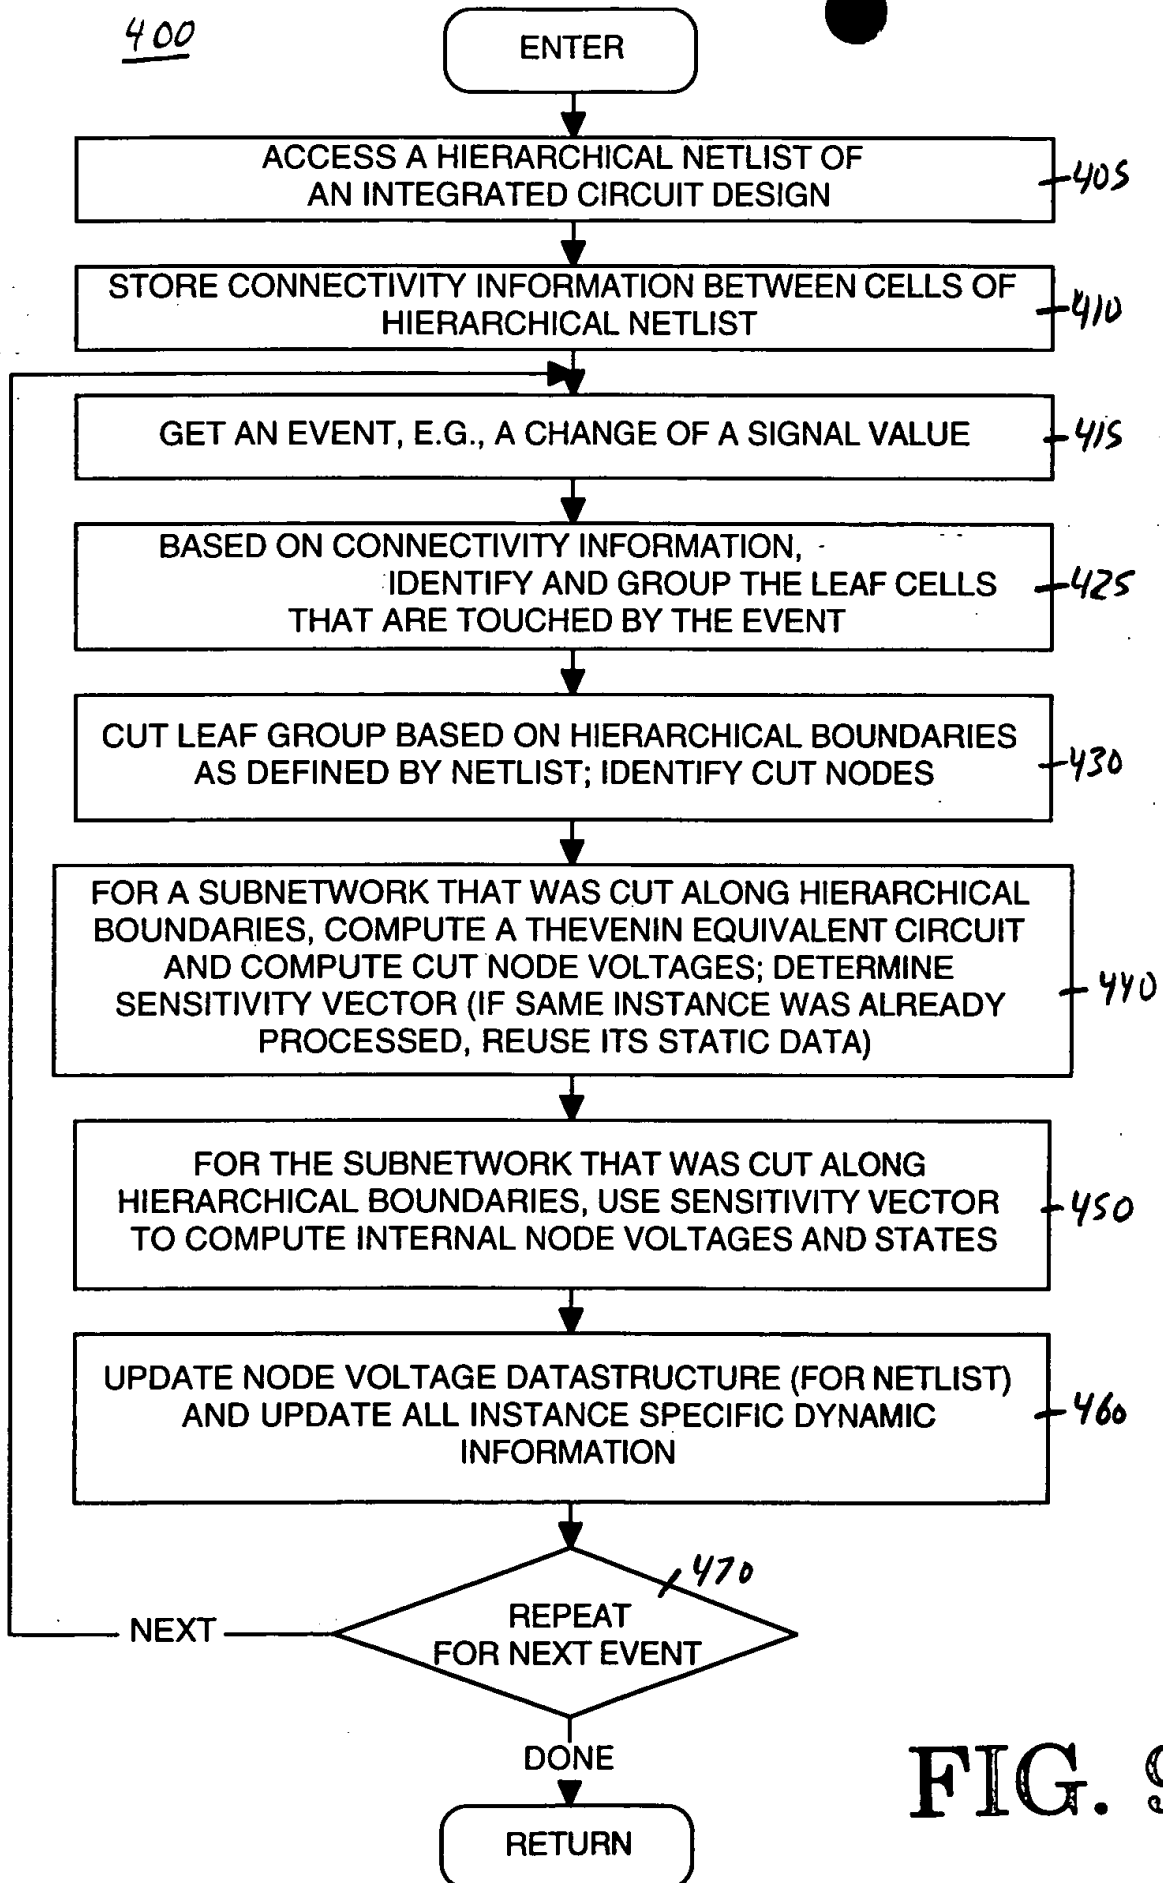 400
ENTER
ACCESS A HIERARCHICAL NETLIST OF
AN INTEGRATED CIRCUIT DESIGN
405
STORE CONNECTIVITY INFORMATION BETWEEN CELLS OF
HIERARCHICAL NETLIST
410
GET AN EVENT, E.G., A CHANGE OF A SIGNAL VALUE
415
BASED ON CONNECTIVITY INFORMATION,
IDENTIFY AND GROUP THE LEAF CELLS
THAT ARE TOUCHED BY THE EVENT
425
CUT LEAF GROUP BASED ON HIERARCHICAL BOUNDARIES
AS DEFINED BY NETLIST; IDENTIFY CUT NODES
430
FOR A SUBNETWORK THAT WAS CUT ALONG HIERARCHICAL
BOUNDARIES, COMPUTE A THEVENIN EQUIVALENT CIRCUIT
AND COMPUTE CUT NODE VOLTAGES; DETERMINE
SENSITIVITY VECTOR (IF SAME INSTANCE WAS ALREADY
PROCESSED, REUSE ITS STATIC DATA)
440
FOR THE SUBNETWORK THAT WAS CUT ALONG
HIERARCHICAL BOUNDARIES, USE SENSITIVITY VECTOR
TO COMPUTE INTERNAL NODE VOLTAGES AND STATES
450
UPDATE NODE VOLTAGE DATASTRUCTURE (FOR NETLIST)
AND UPDATE ALL INSTANCE SPECIFIC DYNAMIC
INFORMATION
460
470
REPEAT
FOR NEXT EVENT
NEXT
DONE
RETURN
FIG. 9